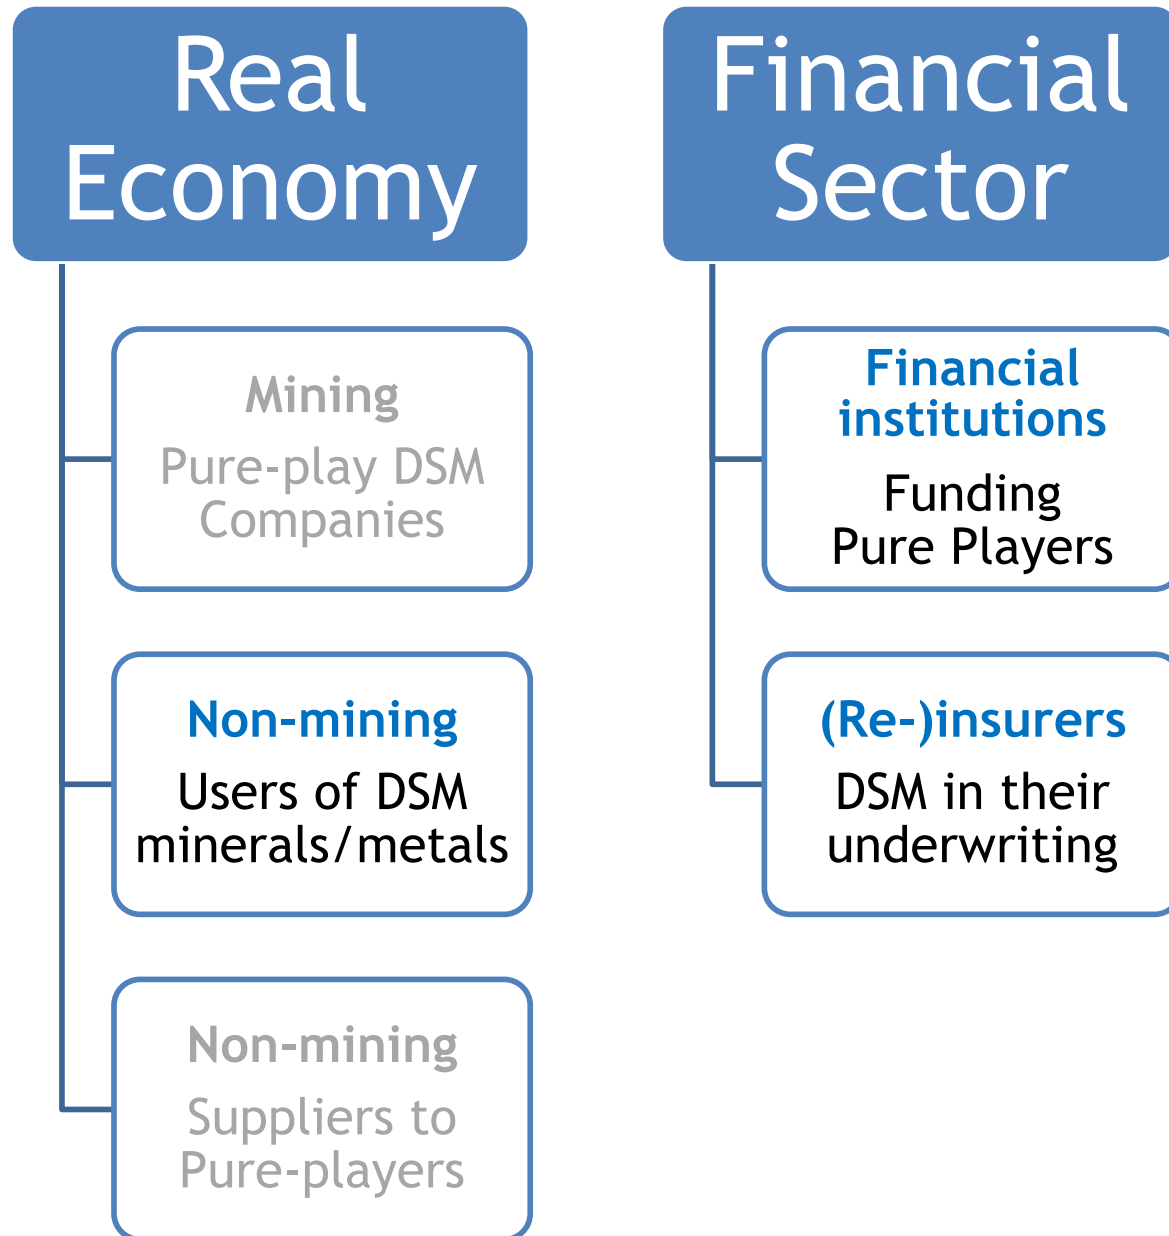 Real
Economy
Mining
Pure-play DSM
Companies
Non-mining
Users of DSM
minerals/metals
Non-mining
Suppliers to
Pure-players
Financial
Sector
Financial
institutions
Funding
Pure Players
(Re-)insurers
DSM in their
underwriting